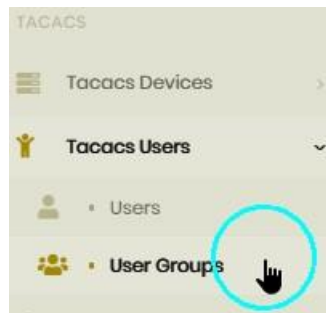 TACACS
Tacacs Devices
Tacacs Users
Users
User Groups